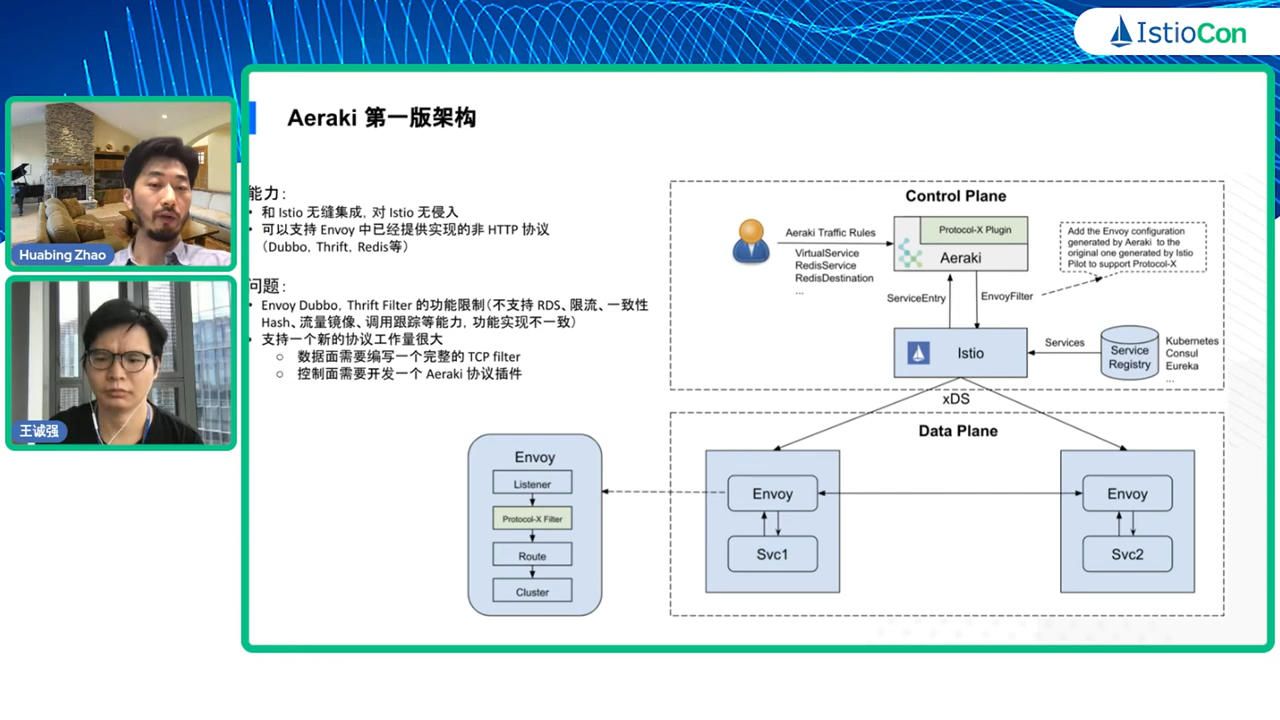 IstioCon
Aeraki 第一版架构
能力：
• 和 Istio 无缝集成，对 Istio 无侵入
• 可以支持 Envoy 中已经提供实现的非 HTTP 协议
（Dubbo，Thrift，Redis等）
问题：
• Envoy Dubbo，Thrift Filter 的功能限制（不支持 RDS、限流、一致性
Hash、流量镜像、调用跟踪等能力，功能实现不一致）
• 支持一个新的协议工作量很大
○ 数据面需要编写一个完整的 TCP filter
○ 控制面需要开发一个 Aeraki 协议插件
Huabing Zhao
王诚强
Control Plane
Aeraki Traffic Rules
VirtualService
RedisService
RedisDestination
...
Protocol-X Plugin
Aeraki
Add the Envoy configuration
generated by Aeraki to the
original one generated by Istio
Pilot to support Protocol-X
ServiceEntry
EnvoyFilter
Istio
Services
Service
Registry
Kubernetes
Consul
Eureka
...
xDS
Data Plane
Envoy
Svc1
Envoy
Svc2
Envoy
Listener
Protocol-X Filter
Route
Cluster